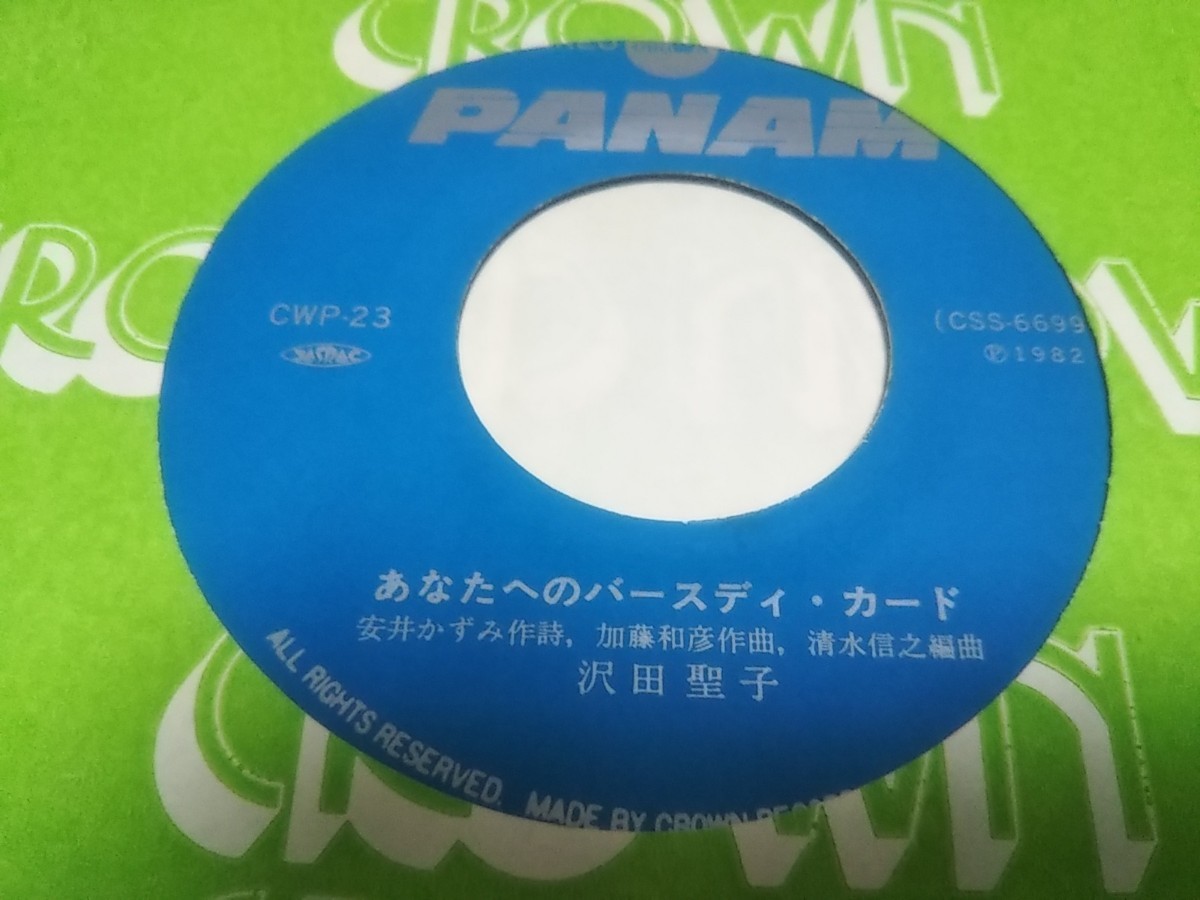 CROWN
PANAM
CWP-23
JASRAC
(CSS-6699
Ⓟ1982
あなたへのバースディ・カード
安井かずみ作詩, 加藤和彦作曲, 清水信之編曲
沢田聖子
ALL RIGHTS RESERVED. MADE BY CROWN